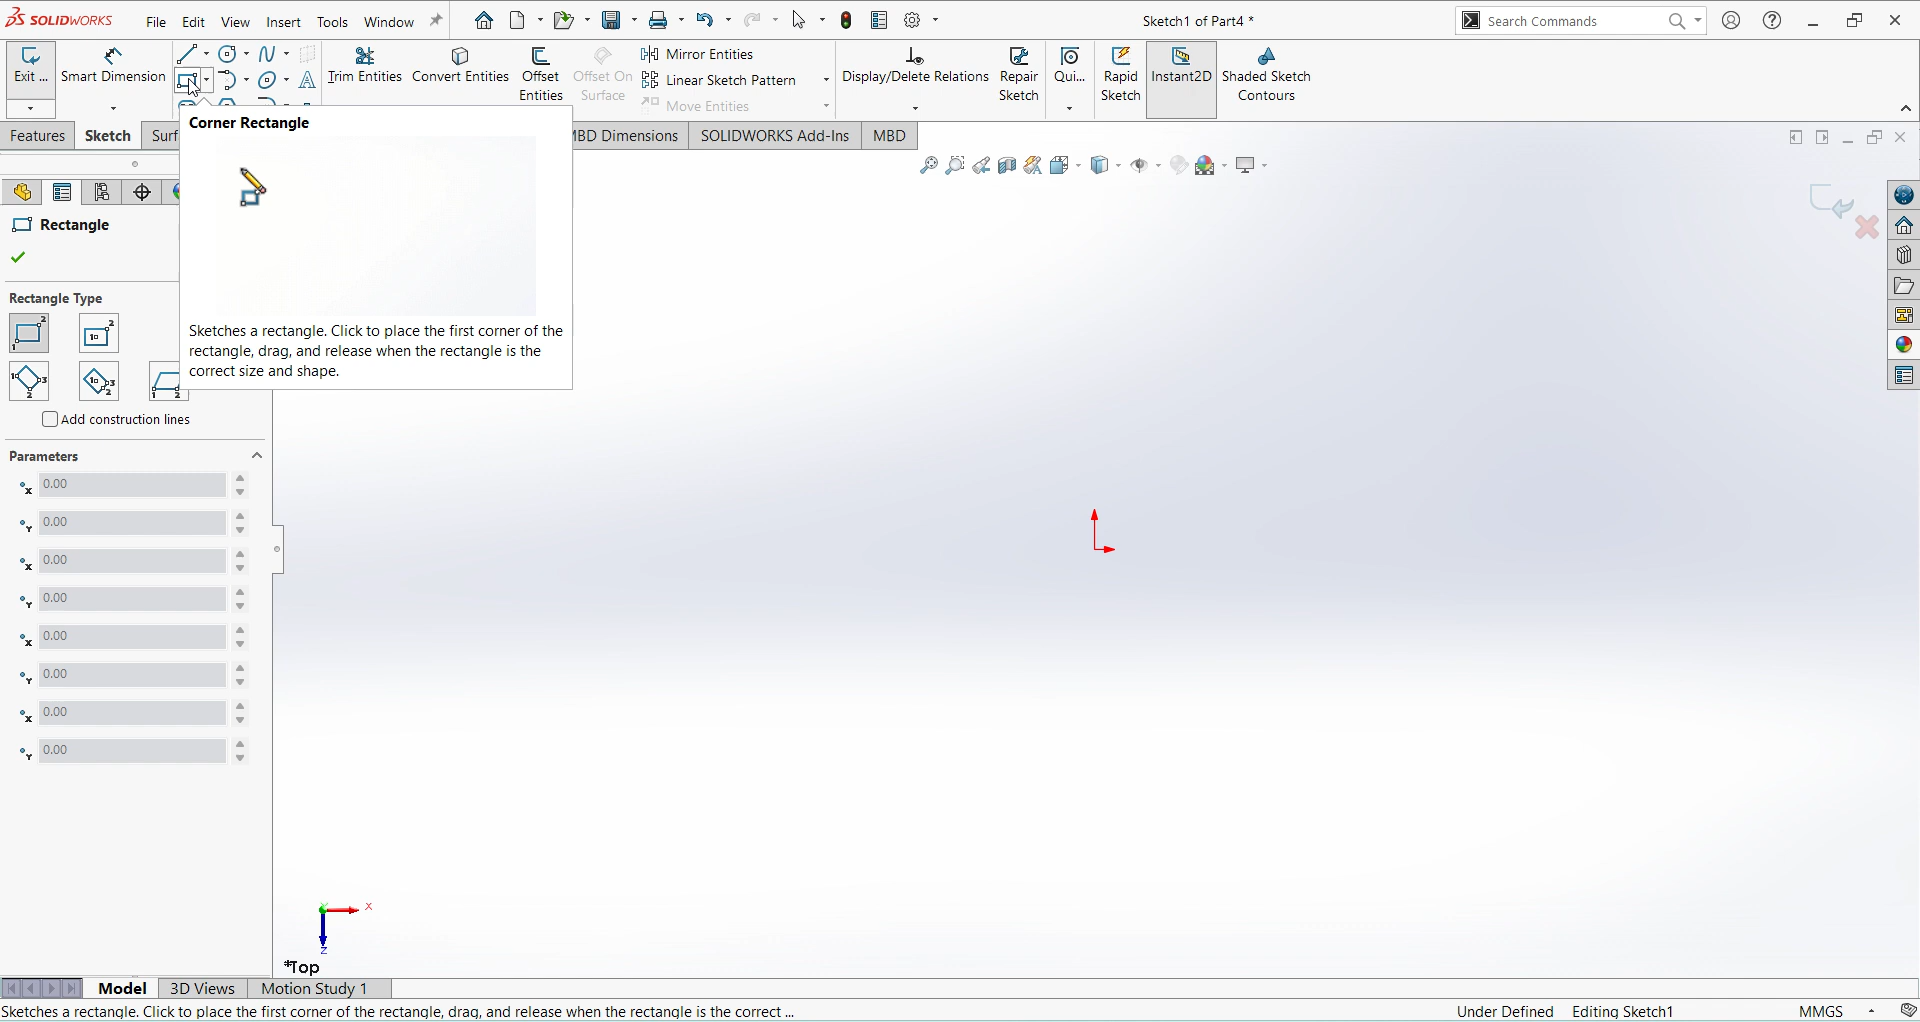 SOLIDWORKS File Edit View Insert Tools Window Sketch1 of Part4 * Search Commands
Exit ... Smart Dimension Trim Entities Convert Entities Offset Entities Offset On Surface Mirror Entities Linear Sketch Pattern Move Entities Display/Delete Relations Repair Sketch Qui... Rapid Sketch Instant2D Shaded Sketch Contours
Features Sketch Surf MBD Dimensions SOLIDWORKS Add-Ins MBD
Corner Rectangle
Sketches a rectangle. Click to place the first corner of the
rectangle, drag, and release when the rectangle is the
correct size and shape.
Rectangle
Rectangle Type
Add construction lines
Parameters
X 0.00
Y 0.00
X 0.00
Y 0.00
X 0.00
Y 0.00
X 0.00
Y 0.00
X
Y
Z
*Top
Model 3D Views Motion Study 1
Sketches a rectangle. Click to place the first corner of the rectangle, drag, and release when the rectangle is the correct ... Under Defined Editing Sketch1 MMGS